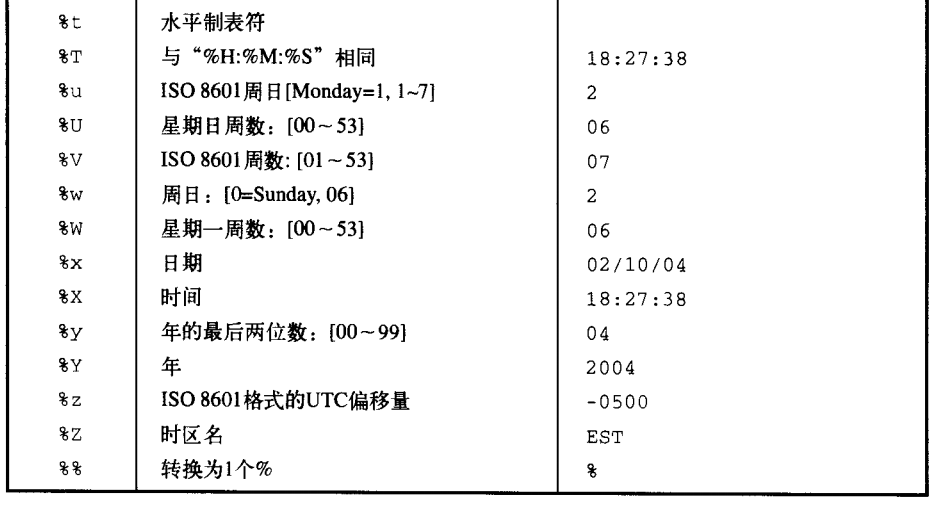 %t 水平制表符
%T 与“%H:%M:%S”相同 18:27:38
%u ISO 8601周日[Monday=1, 1~7] 2
%U 星期日周数：[00~53] 06
%V ISO 8601周数: [01~53] 07
%w 周日：[0=Sunday, 06] 2
%W 星期一周数：[00~53] 06
%x 日期 02/10/04
%X 时间 18:27:38
%y 年的最后两位数：[00~99] 04
%Y 年 2004
%z ISO 8601格式的UTC偏移量 -0500
%Z 时区名 EST
%% 转换为1个% %